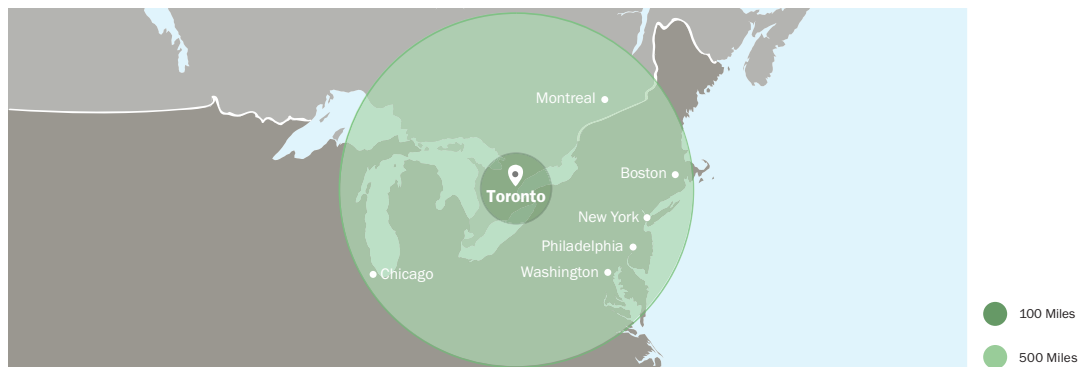 Montreal
Boston
Toronto
New York
Philadelphia
Washington
Chicago
100 Miles
500 Miles